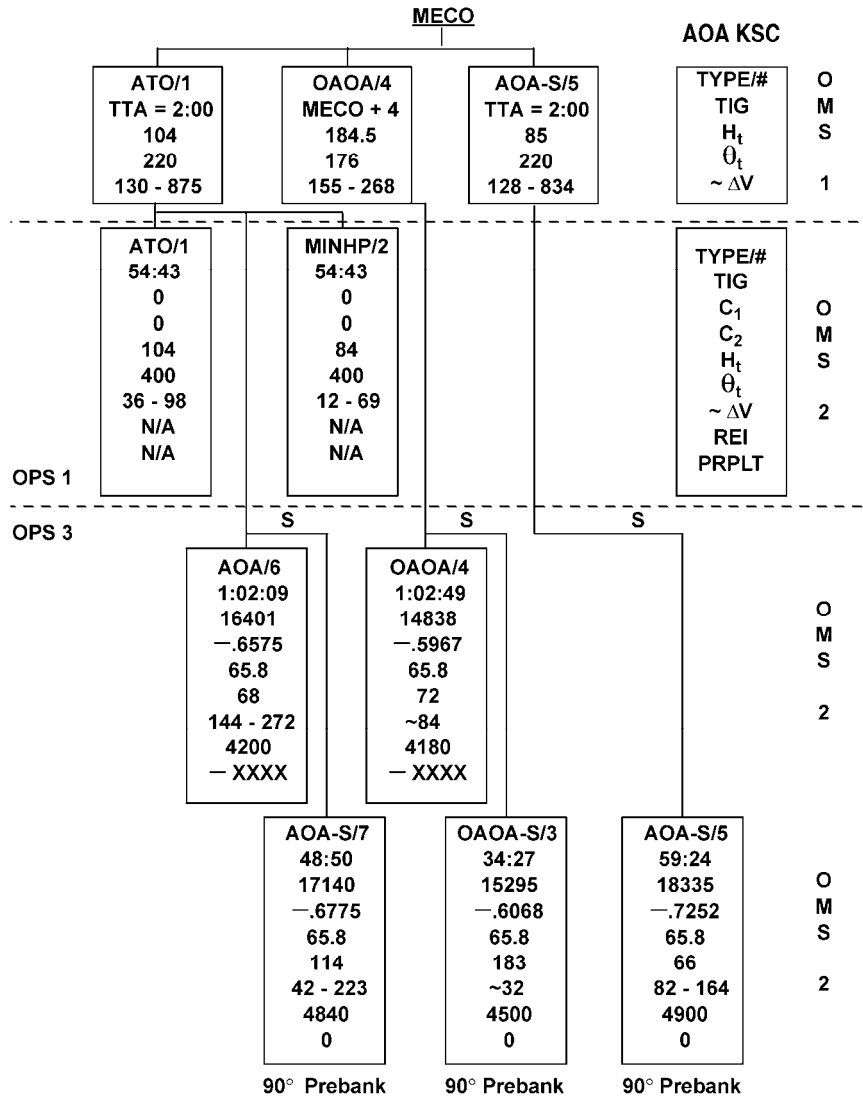 MECO
AOA KSC
ATO/1
TTA = 2:00
104
220
130 - 875
OAOA/4
MECO + 4
184.5
176
155 - 268
AOA-S/5
TTA = 2:00
85
220
128 - 834
TYPE/#
TIG
Hₜ
θₜ
~ ΔV
O
M
S
1
ATO/1
54:43
0
0
104
400
36 - 98
N/A
N/A
MINHP/2
54:43
0
0
84
400
12 - 69
N/A
N/A
TYPE/#
TIG
C₁
C₂
Hₜ
θₜ
~ ΔV
REI
PRPLT
O
M
S
2
OPS 1
OPS 3
S
S
S
AOA/6
1:02:09
16401
—.6575
65.8
68
144 - 272
4200
— XXXX
OAOA/4
1:02:49
14838
—.5967
65.8
72
~84
4180
— XXXX
O
M
S
2
AOA-S/7
48:50
17140
—.6775
65.8
114
42 - 223
4840
0
90° Prebank
OAOA-S/3
34:27
15295
—.6068
65.8
183
~32
4500
0
90° Prebank
AOA-S/5
59:24
18335
—.7252
65.8
66
82 - 164
4900
0
90° Prebank
O
M
S
2